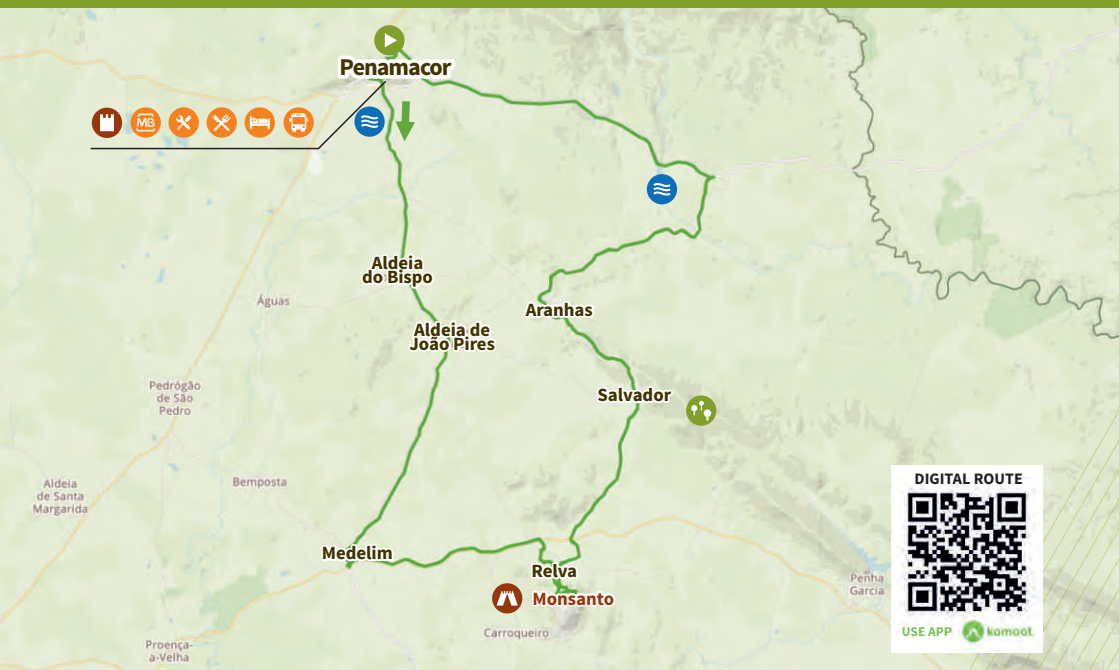 Penamacor
MB
Aldeia
do Bispo
Águas
Aranhas
Aldeia de
João Pires
Pedrógão
de São
Pedro
Salvador
Aldeia
de Santa
Margarida
Bemposta
DIGITAL ROUTE
Medelim
Relva
Penha
Garcia
Monsanto
Carroqueiro
USE APP komoot
Proença-
a-Velha